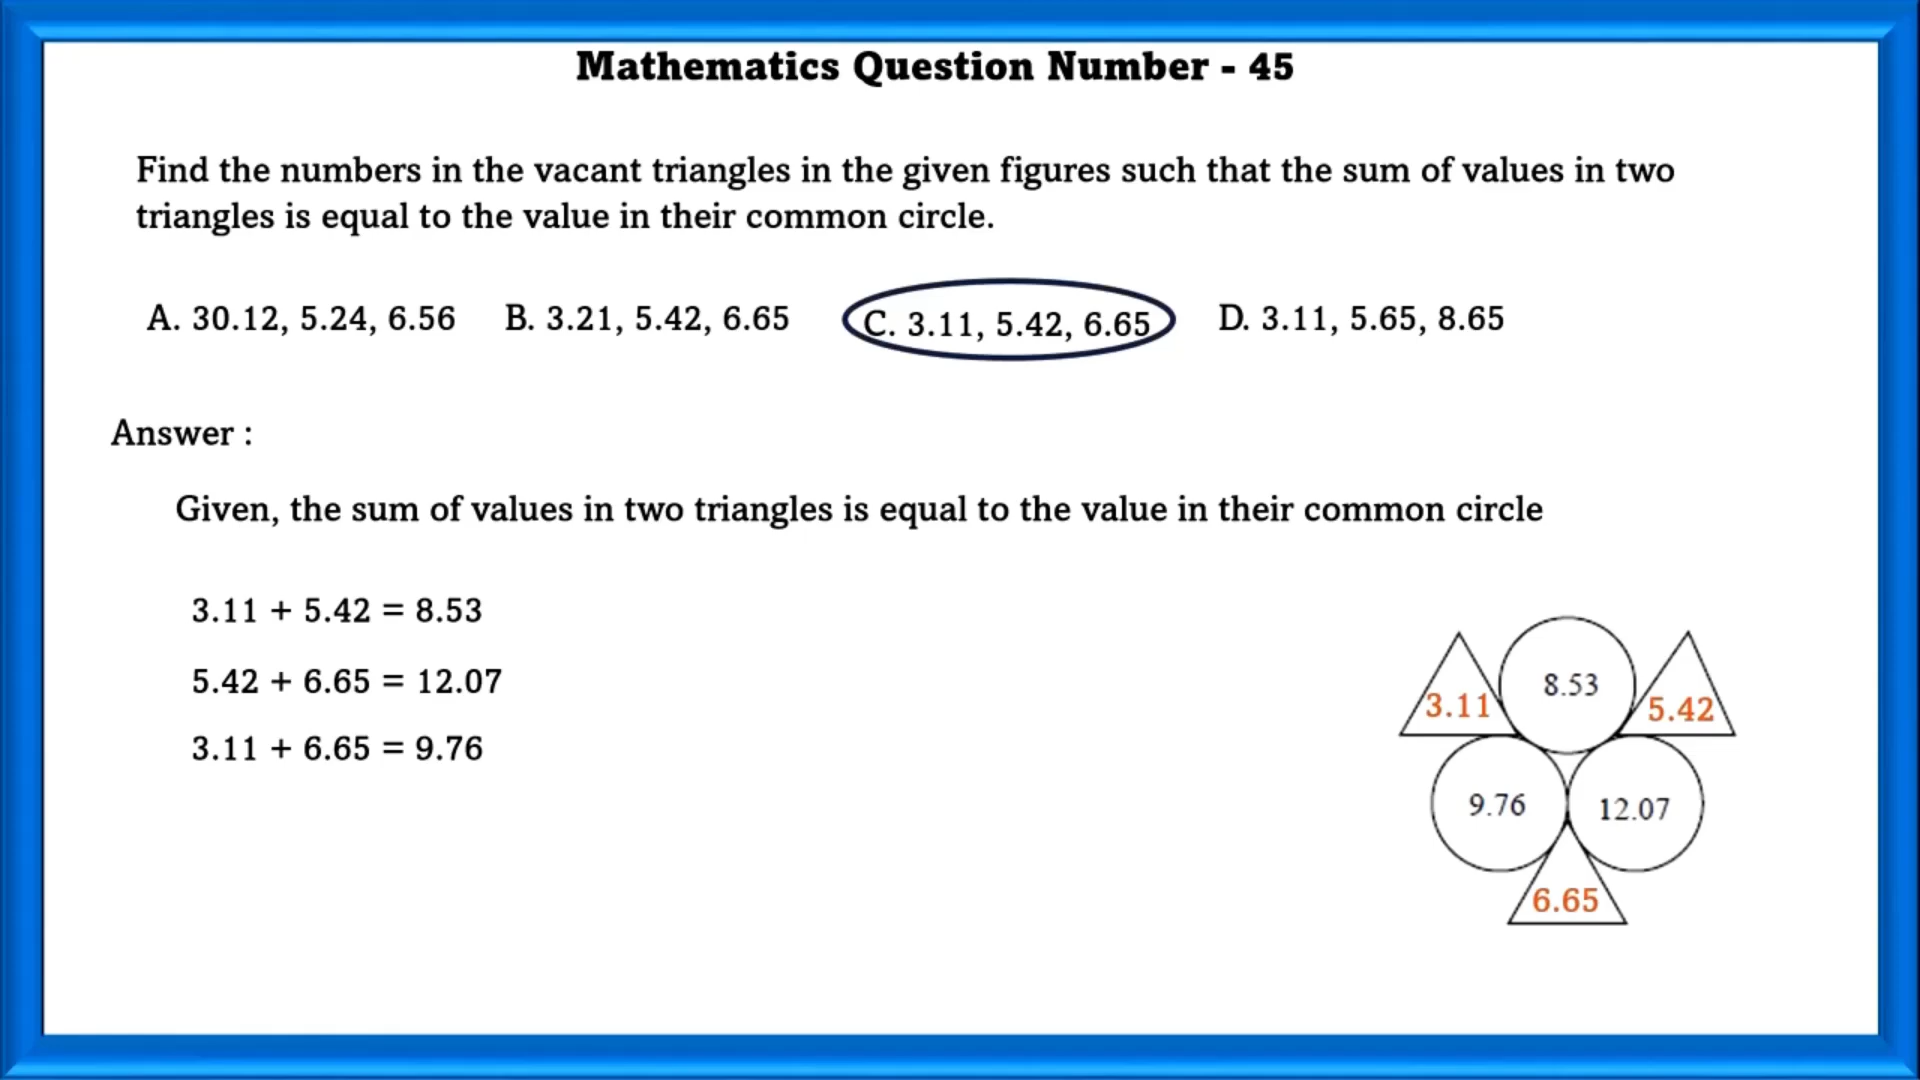 Mathematics Question Number - 45
Find the numbers in the vacant triangles in the given figures such that the sum of values in two
triangles is equal to the value in their common circle.
A. 30.12, 5.24, 6.56 B. 3.21, 5.42, 6.65 C. 3.11, 5.42, 6.65 D. 3.11, 5.65, 8.65
Answer :
Given, the sum of values in two triangles is equal to the value in their common circle
3.11 + 5.42 = 8.53
5.42 + 6.65 = 12.07
3.11 + 6.65 = 9.76
3.11 8.53 5.42
9.76 12.07
6.65